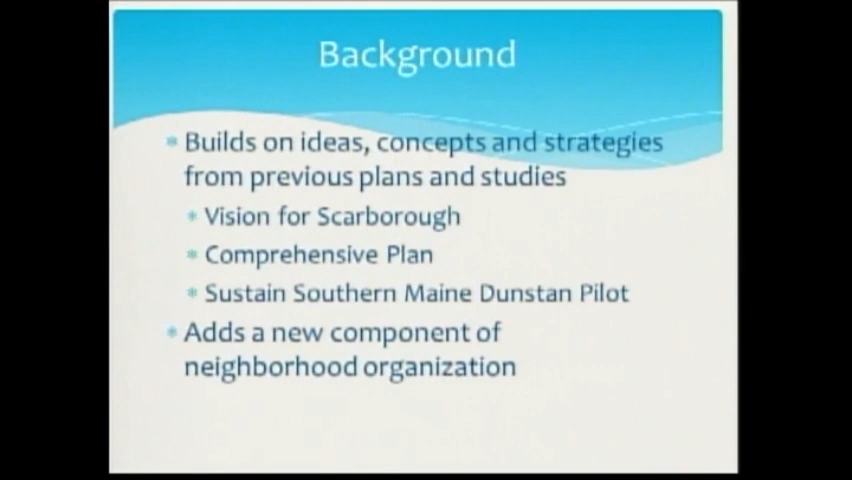 Background
Builds on ideas, concepts and strategies
from previous plans and studies
Vision for Scarborough
Comprehensive Plan
Sustain Southern Maine Dunstan Pilot
Adds a new component of
neighborhood organization